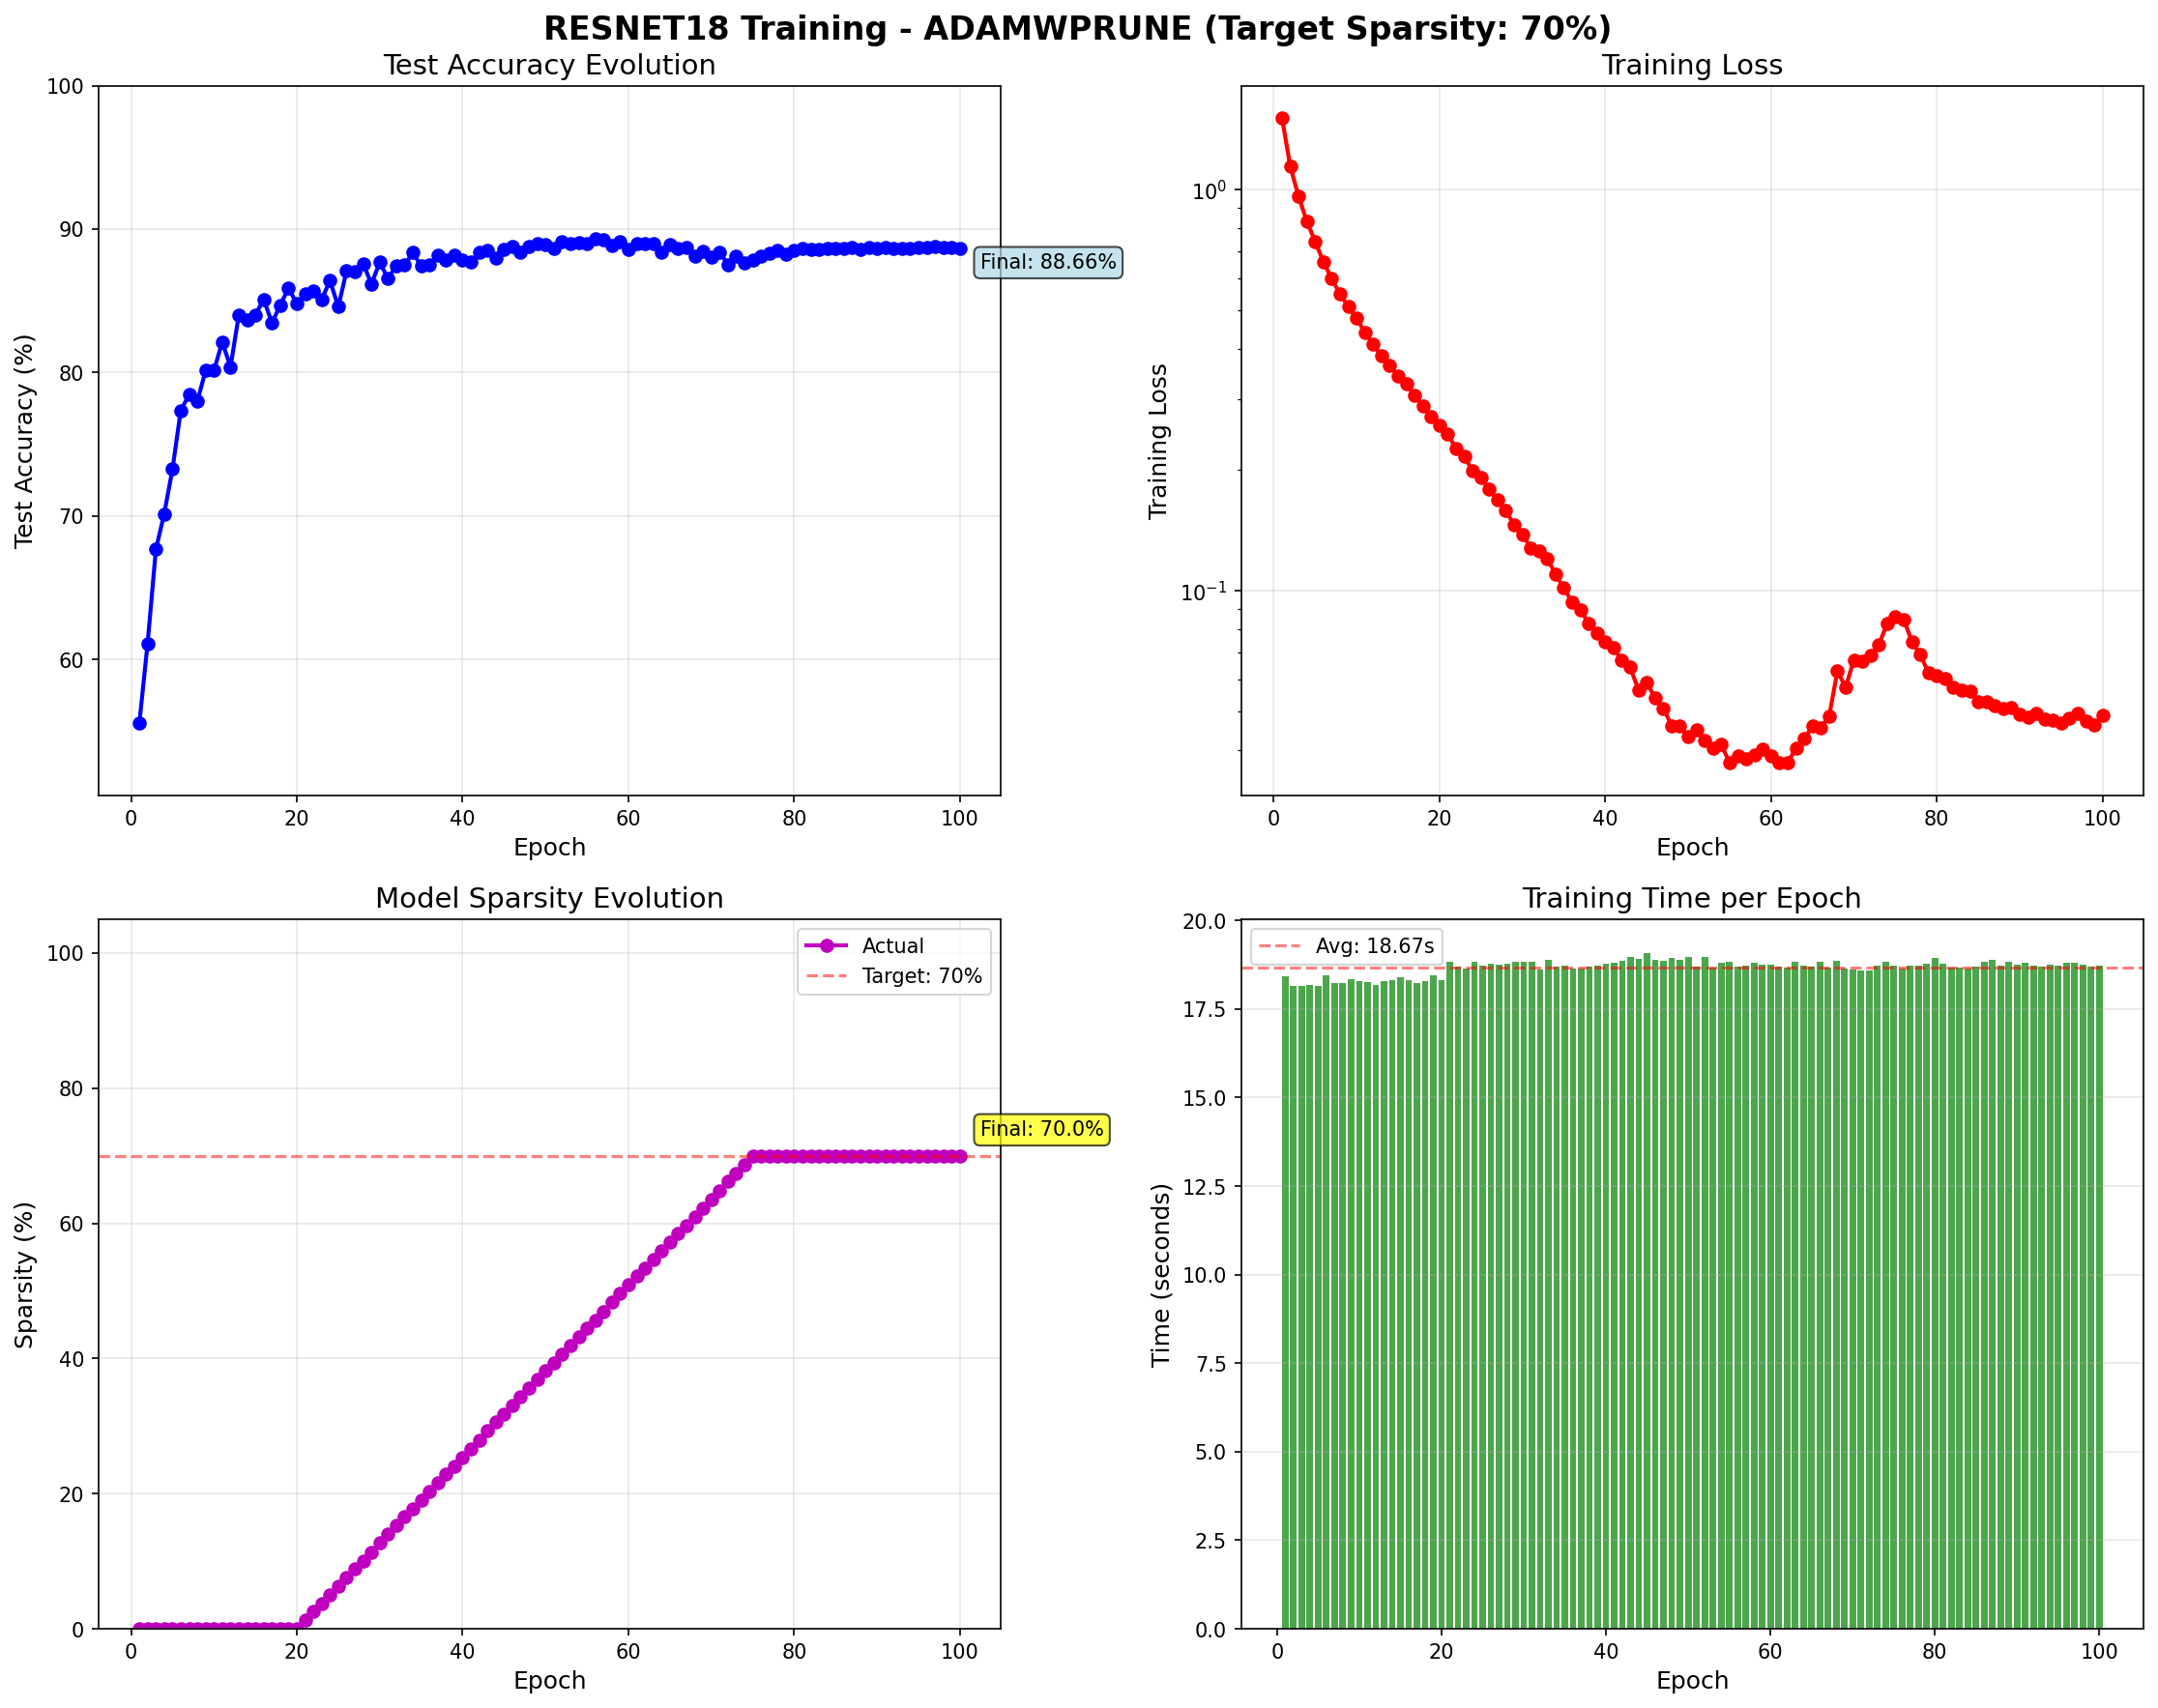 RESNET18 Training - ADAMWPRUNE (Target Sparsity: 70%)
Test Accuracy Evolution
Test Accuracy (%)
100
90
80
70
60
Final: 88.66%
0 20 40 60 80 100
Epoch
Training Loss
Training Loss
10⁰
10⁻¹
0 20 40 60 80 100
Epoch
Model Sparsity Evolution
Sparsity (%)
100
80
60
40
20
0
Actual
Target: 70%
Final: 70.0%
0 20 40 60 80 100
Epoch
Training Time per Epoch
Time (seconds)
20.0
17.5
15.0
12.5
10.0
7.5
5.0
2.5
0.0
Avg: 18.67s
0 20 40 60 80 100
Epoch